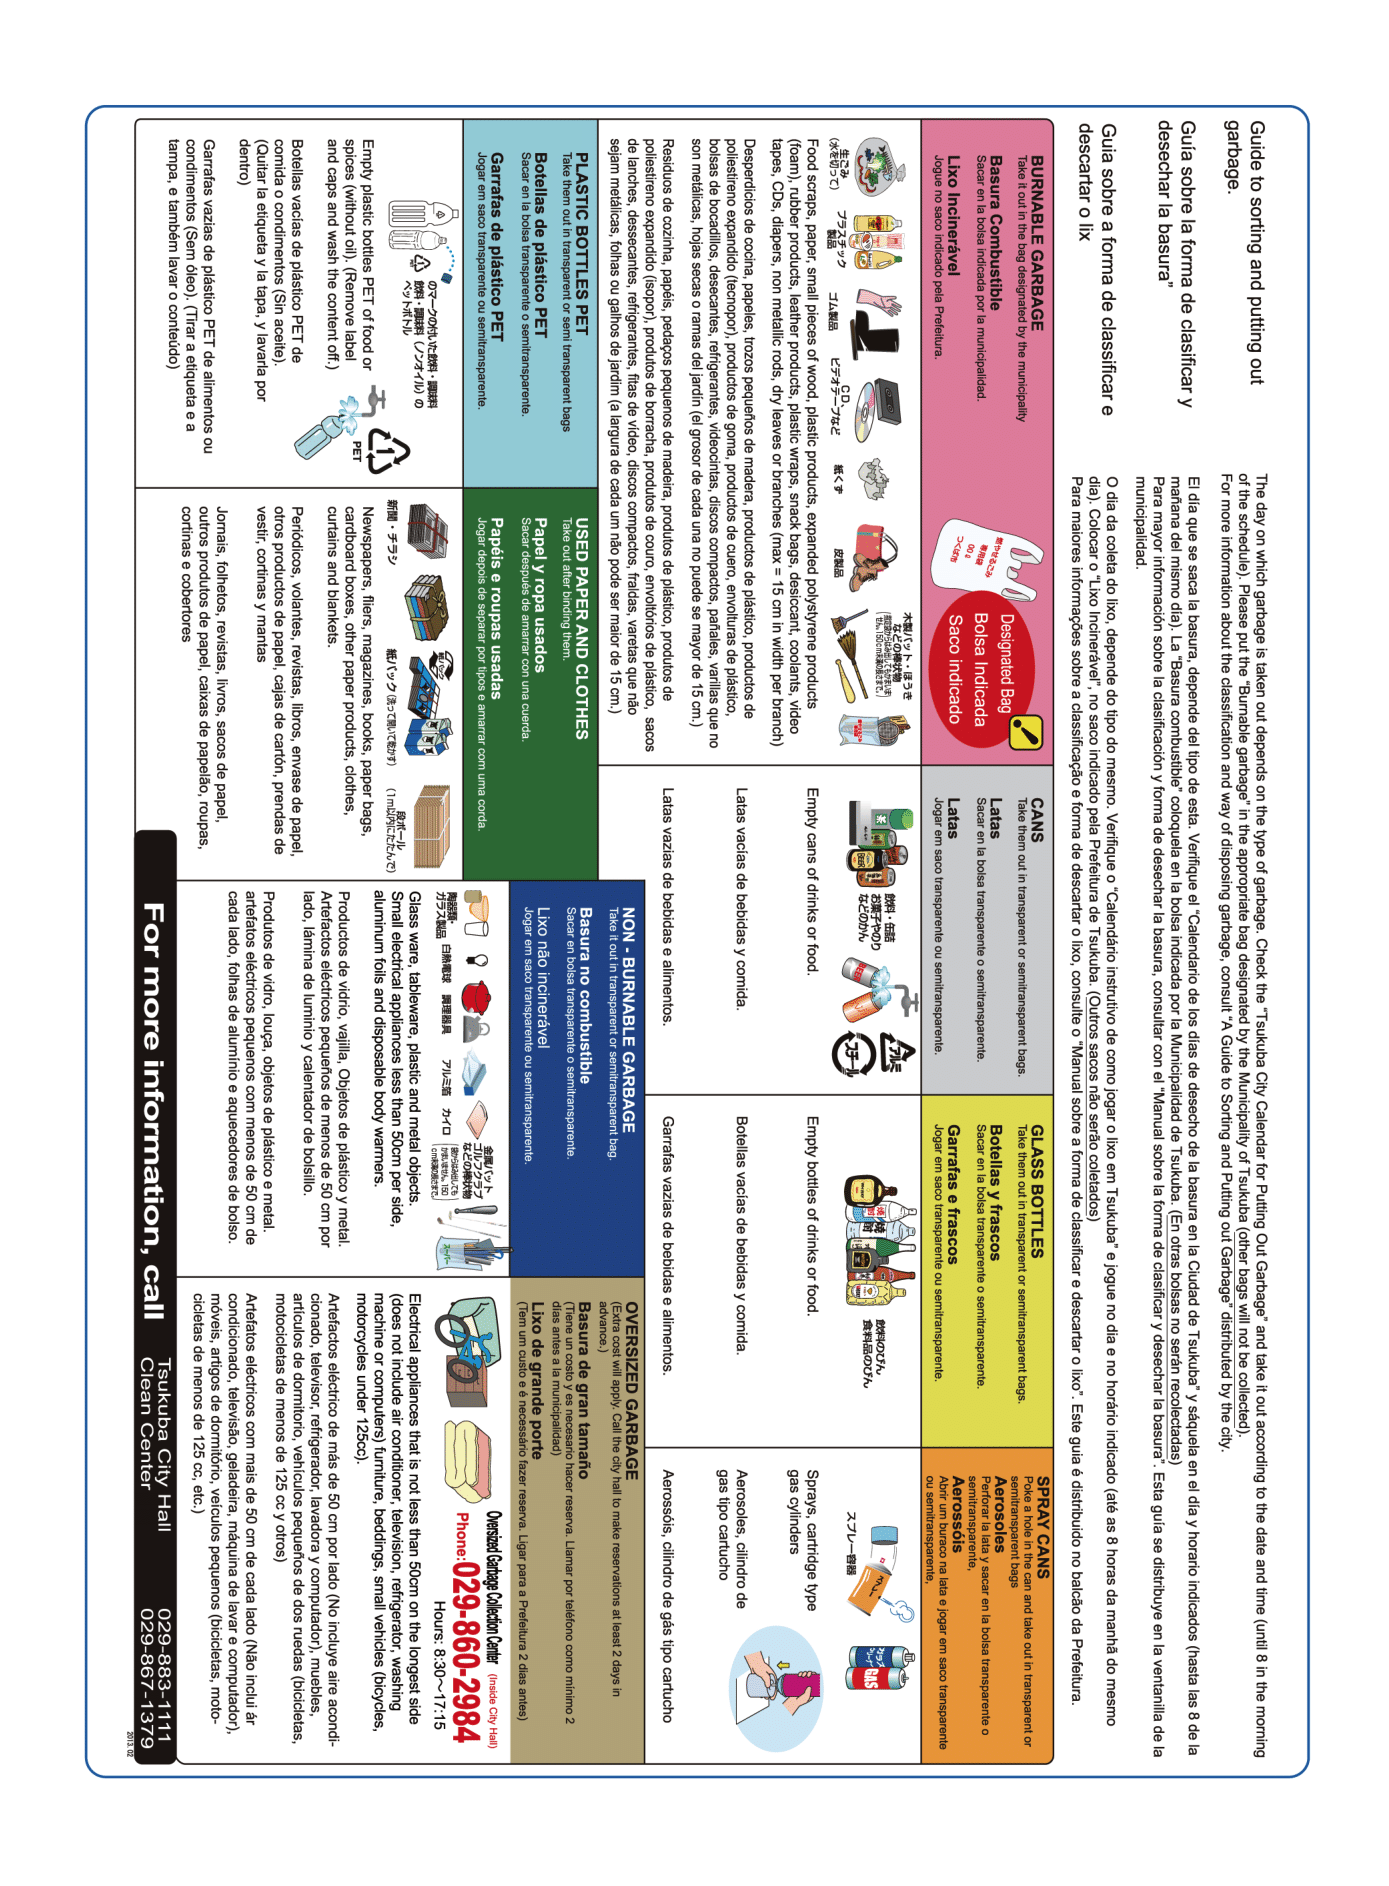 Guide to sorting and putting out
garbage.
Guía sobre la forma de clasificar y
desechar la basura”
Guia sobre a forma de classificar e
descartar o lix
The day on which garbage is taken out depends on the type of garbage. Check the “Tsukuba City Calendar for Putting Out Garbage” and take it out according to the date and time (until 8 in the morning
of the schedule). Please put the “Burnable garbage” in the appropriate bag designated by the Municipality of Tsukuba (other bags will not be collected).
For more information about the classification and way of disposing garbage, consult “A Guide to Sorting and Putting out Garbage” distributed by the city.
El día que se saca la basura, depende del tipo de esta. Verifique el “Calendario de los días de desecho de la basura en la Ciudad de Tsukuba” y sáquela en el día y horario indicados (hasta las 8 de la
mañana del mismo día). La "Basura combustible” coloquela en la bolsa indicada por la Municipalidad de Tsukuba. (En otras bolsas no serán recolectadas)
Para mayor información sobre la clasificación y forma de desechar la basura, consultar con el “Manual sobre la forma de clasificar y desechar la basura”. Esta guía se distribuye en la ventanilla de la
municipalidad.
O dia da coleta do lixo, depende do tipo do mesmo. Verifique o “Calendário instrutivo de como jogar o lixo em Tsukuba” e jogue no dia e no horário indicado (até as 8 horas da manhã do mesmo
dia). Colocar o “Lixo Incinerável”, no saco indicado pela Prefeitura de Tsukuba. (Outros sacos não serão coletados)
Para maiores informações sobre a classificação e forma de descartar o lixo, consulte o “Manual sobre a forma de classificar e descartar o lixo”. Este guia é distribuido no balcão da Prefeitura.
BURNABLE GARBAGE
Take it out in the bag designated by the municipality
Basura Combustible
Sacar en la bolsa indicada por la municipalidad.
Lixo Incinerável
Jogue no saco indicado pela Prefeitura.
燃やせるごみ
専用袋
つくば市
Designated Bag
Bolsa Indicada
Saco indicado
生ごみ
(水を切って)
プラスチック
製品
ゴム製品
CD、
ビデオテープなど
紙くず
皮製品
木製バット・ほうき
などの棒状物
Food scraps, paper, small pieces of wood, plastic products, expanded polystyrene products
(foam), rubber products, leather products, plastic wraps, snack bags, desiccant, coolants, video
tapes, CDs, diapers, non metallic rods, dry leaves or branches (max = 15 cm in width per branch)
Desperdicios de cocina, papeles, trozos pequeños de madera, productos de plástico, productos de
poliestireno expandido (tecnopor), productos de goma, productos de cuero, envolturas de plástico,
bolsas de bocadillos, desecantes, refrigerantes, videocintas, discos compactos, pañales, varillas que no
son metálicas, hojas secas o ramas del jardín (el grosor de cada una no puede se mayor de 15 cm.)
Residuos de cozinha, papéis, pedaços pequenos de madeira, produtos de plástico, produtos de
poliestireno expandido (isopor), produtos de borracha, produtos de couro, envoltórios de plástico, sacos
de lanches, dessecantes, refrigerantes, fitas de vídeo, discos compactos, fraldas, varetas que não
sejam metálicas, folhas ou galhos de jardim (a largura de cada um não pode ser maior de 15 cm.)
CANS
Take them out in transparent or semitransparent bags.
Latas
Sacar en la bolsa transparente o semitransparente.
Latas
Jogar em saco transparente ou semitransparente.
飲料・缶詰
お菓子やのり
などのかん
アルミ
スチール
Empty cans of drinks or food.
Latas vacías de bebidas y comida.
Latas vazias de bebidas e alimentos.
GLASS BOTTLES
Take them out in transparent or semitransparent bags.
Botellas y frascos
Sacar en la bolsa transparente o semitransparente.
Garrafas e frascos
Jogar em saco transparente ou semitransparente.
飲料のびん
食料品のびん
Empty bottles of drinks or food.
Botellas vacías de bebidas y comida.
Garrafas vazias de bebidas e alimentos.
SPRAY CANS
Poke a hole in the can and take out in transparent or
semitransparent bags
Aerosoles
Perforar la lata y sacar en la bolsa transparente o
semitransparente,
Aerossóis
Abrir um buraco na lata e jogar em saco transparente
ou semitransparente,
スプレー容器
GAS
Sprays, cartridge type
gas cylinders
Aerosoles, cilindro de
gas tipo cartucho
Aerossóis, cilindro de gás tipo cartucho
PLASTIC BOTTLES PET
Take them out in transparent or semi transparent bags
Botellas de plástico PET
Sacar en la bolsa transparente o semitransparente.
Garrafas de plástico PET
Jogar em saco transparente ou semitransparente.
のマークの付いた飲料・調味料
飲料・調味料（ノンオイル）の
ペットボトル
1
PET
Empty plastic bottles PET of food or
spices (without oil). (Remove label
and caps and wash the content off.)
Botellas vacías de plástico PET de
comida o condimentos (Sin aceite).
(Quitar la etiqueta y la tapa, y lavarla por
dentro)
Garrafas vazias de plástico PET de alimentos ou
condimentos (Sem óleo). (Tirar a etiqueta e a
tampa, e também lavar o conteúdo)
USED PAPER AND CLOTHES
Take out after binding them.
Papel y ropa usados
Sacar después de amarrar con una cuerda.
Papéis e roupas usadas
Jogar depois de separar por tipos e amarrar com uma corda.
新聞・チラシ
紙パック
紙パック(洗って開いて乾かす)
段ボール
(1m以内にたたんで)
Newspapers, fliers, magazines, books, paper bags,
cardboard boxes, other paper products, clothes,
curtains and blankets.
Periódicos, volantes, revistas, libros, envase de papel,
otros productos de papel, cajas de cartón, prendas de
vestir, cortinas y mantas
Jornais, folhetos, revistas, livros, sacos de papel,
outros produtos de papel, caixas de papelão, roupas,
cortinas e cobertores
NON - BURNABLE GARBAGE
Take it out in transparent or semitransparent bag.
Basura no combustible
Sacar en bolsa transparente o semitransparente.
Lixo não incinerável
Jogar em saco transparente ou semitransparente.
陶器類・
ガラス製品
白熱電球
調理器具
アルミ箔
カイロ
金属バット
ゴルフクラブ
などの棒状物
Glass ware, tableware, plastic and metal objects.
Small electrical appliances less than 50cm per side,
aluminum foils and disposable body warmers.
Productos de vidrio, vajilla, Objetos de plástico y metal.
Artefactos eléctricos pequeños de menos de 50 cm por
lado, lámina de luminio y calentador de bolsillo.
Produtos de vidro, louça, objetos de plástico e metal.
artefatos eléctricos pequenos com menos de 50 cm de
cada lado, folhas de alumínio e aquecedores de bolso.
OVERSIZED GARBAGE
(Extra cost will apply. Call the city hall to make reservations at least 2 days in
advance.)
Basura de gran tamaño
(Tiene un costo y es necesario hacer reserva. Llamar por teléfono como mínimo 2
días antes a la municipalidad)
Lixo de grande porte
(Tem um custo e é necessário fazer reserva. Ligar para a Prefeitura 2 dias antes)
Oversized Garbage Collection Center (Inside City Hall)
Phone:029-860-2984
Hours: 8:30～17:15
Electrical appliances that is not less than 50cm on the longest side
(does not include air conditioner, television, refrigerator, washing
machine or computers) furniture, beddings, small vehicles (bicycles,
motorcycles under 125cc).
Artefactos eléctrico de más de 50 cm por lado (No incluye aire acondi-
cionado, televisor, refrigerador, lavadora y computador), muebles,
artículos de dormitorio, vehículos pequeños de dos ruedas (bicicletas,
motocicletas de menos de 125 cc y otros)
Artefatos eléctricos com mais de 50 cm de cada lado (Não inclui ár
condicionado, televisão, geladeira, máquina de lavar e computador),
móveis, artigos de dormitório, veículos pequenos (bicicletas, moto-
cicletas de menos de 125 cc, etc.)
For more information, call
Tsukuba City Hall 029-883-1111
Clean Center 029-867-1379
2013. 02